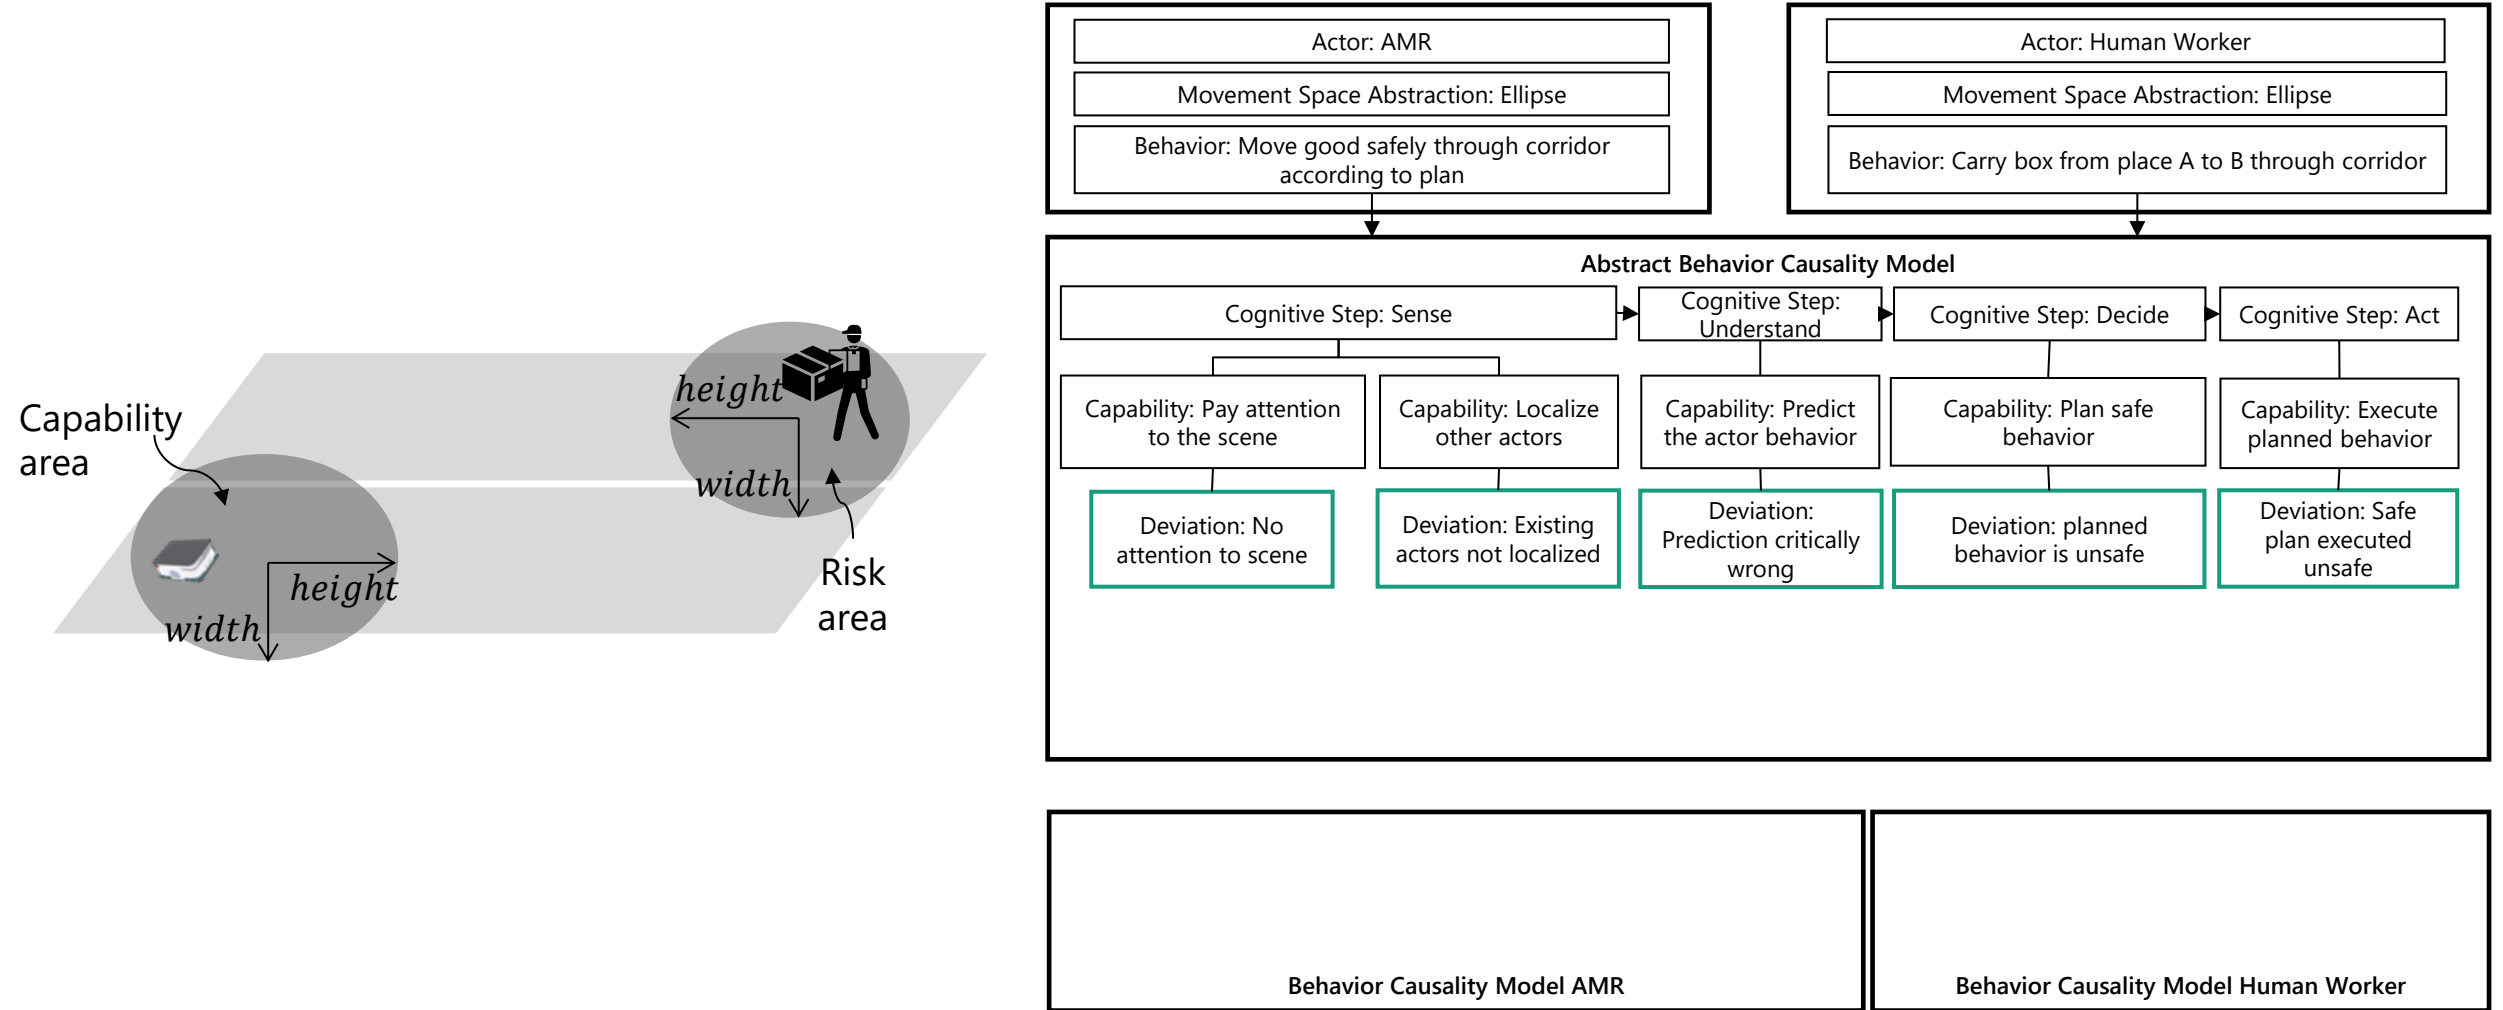 Capability
area
height
width
height
width
Risk
area
Actor: AMR
Movement Space Abstraction: Ellipse
Behavior: Move good safely through corridor
according to plan
Actor: Human Worker
Movement Space Abstraction: Ellipse
Behavior: Carry box from place A to B through corridor
Abstract Behavior Causality Model
Cognitive Step: Sense
Cognitive Step:
Understand
Cognitive Step: Decide
Cognitive Step: Act
Capability: Pay attention
to the scene
Capability: Localize
other actors
Capability: Predict
the actor behavior
Capability: Plan safe
behavior
Capability: Execute
planned behavior
Deviation: No
attention to scene
Deviation: Existing
actors not localized
Deviation:
Prediction critically
wrong
Deviation: planned
behavior is unsafe
Deviation: Safe
plan executed
unsafe
Behavior Causality Model AMR
Behavior Causality Model Human Worker